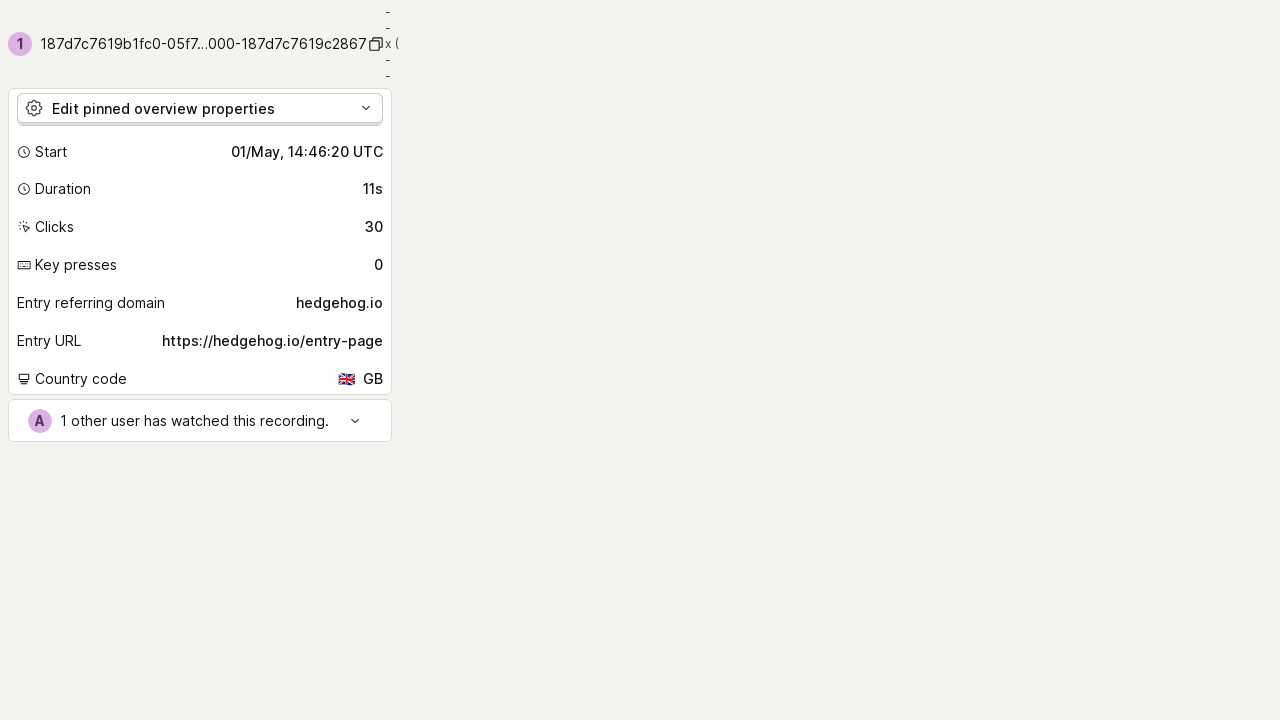 -
-
1 187d7c7619b1fc0-05f7…000-187d7c7619c2867 x (
-
-
Edit pinned overview properties
Start 01/May, 14:46:20 UTC
Duration 11s
Clicks 30
Key presses 0
Entry referring domain hedgehog.io
Entry URL https://hedgehog.io/entry-page
Country code 🇬🇧 GB
A 1 other user has watched this recording.